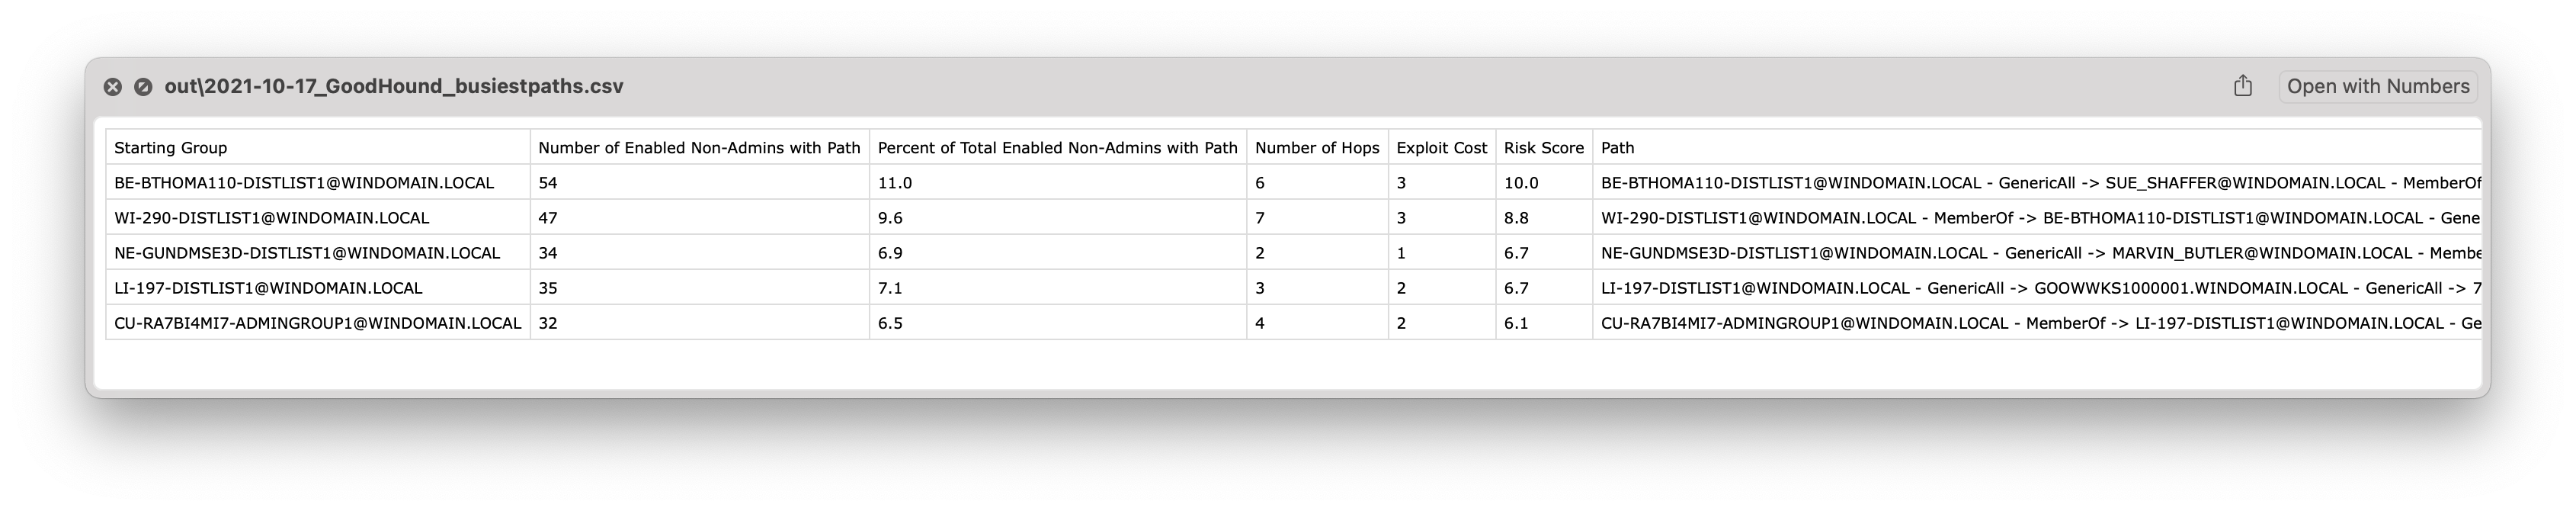 out\2021-10-17_GoodHound_busiestpaths.csv Open with Numbers
Starting Group Number of Enabled Non-Admins with Path Percent of Total Enabled Non-Admins with Path Number of Hops Exploit Cost Risk Score Path
BE-BTHOMA110-DISTLIST1@WINDOMAIN.LOCAL 54 11.0 6 3 10.0 BE-BTHOMA110-DISTLIST1@WINDOMAIN.LOCAL - GenericAll -> SUE_SHAFFER@WINDOMAIN.LOCAL - MemberOf
WI-290-DISTLIST1@WINDOMAIN.LOCAL 47 9.6 7 3 8.8 WI-290-DISTLIST1@WINDOMAIN.LOCAL - MemberOf -> BE-BTHOMA110-DISTLIST1@WINDOMAIN.LOCAL - Gene
NE-GUNDMSE3D-DISTLIST1@WINDOMAIN.LOCAL 34 6.9 2 1 6.7 NE-GUNDMSE3D-DISTLIST1@WINDOMAIN.LOCAL - GenericAll -> MARVIN_BUTLER@WINDOMAIN.LOCAL - Membe
LI-197-DISTLIST1@WINDOMAIN.LOCAL 35 7.1 3 2 6.7 LI-197-DISTLIST1@WINDOMAIN.LOCAL - GenericAll -> GOOWWKS1000001.WINDOMAIN.LOCAL - GenericAll -> 7
CU-RA7BI4MI7-ADMINGROUP1@WINDOMAIN.LOCAL 32 6.5 4 2 6.1 CU-RA7BI4MI7-ADMINGROUP1@WINDOMAIN.LOCAL - MemberOf -> LI-197-DISTLIST1@WINDOMAIN.LOCAL - Ge